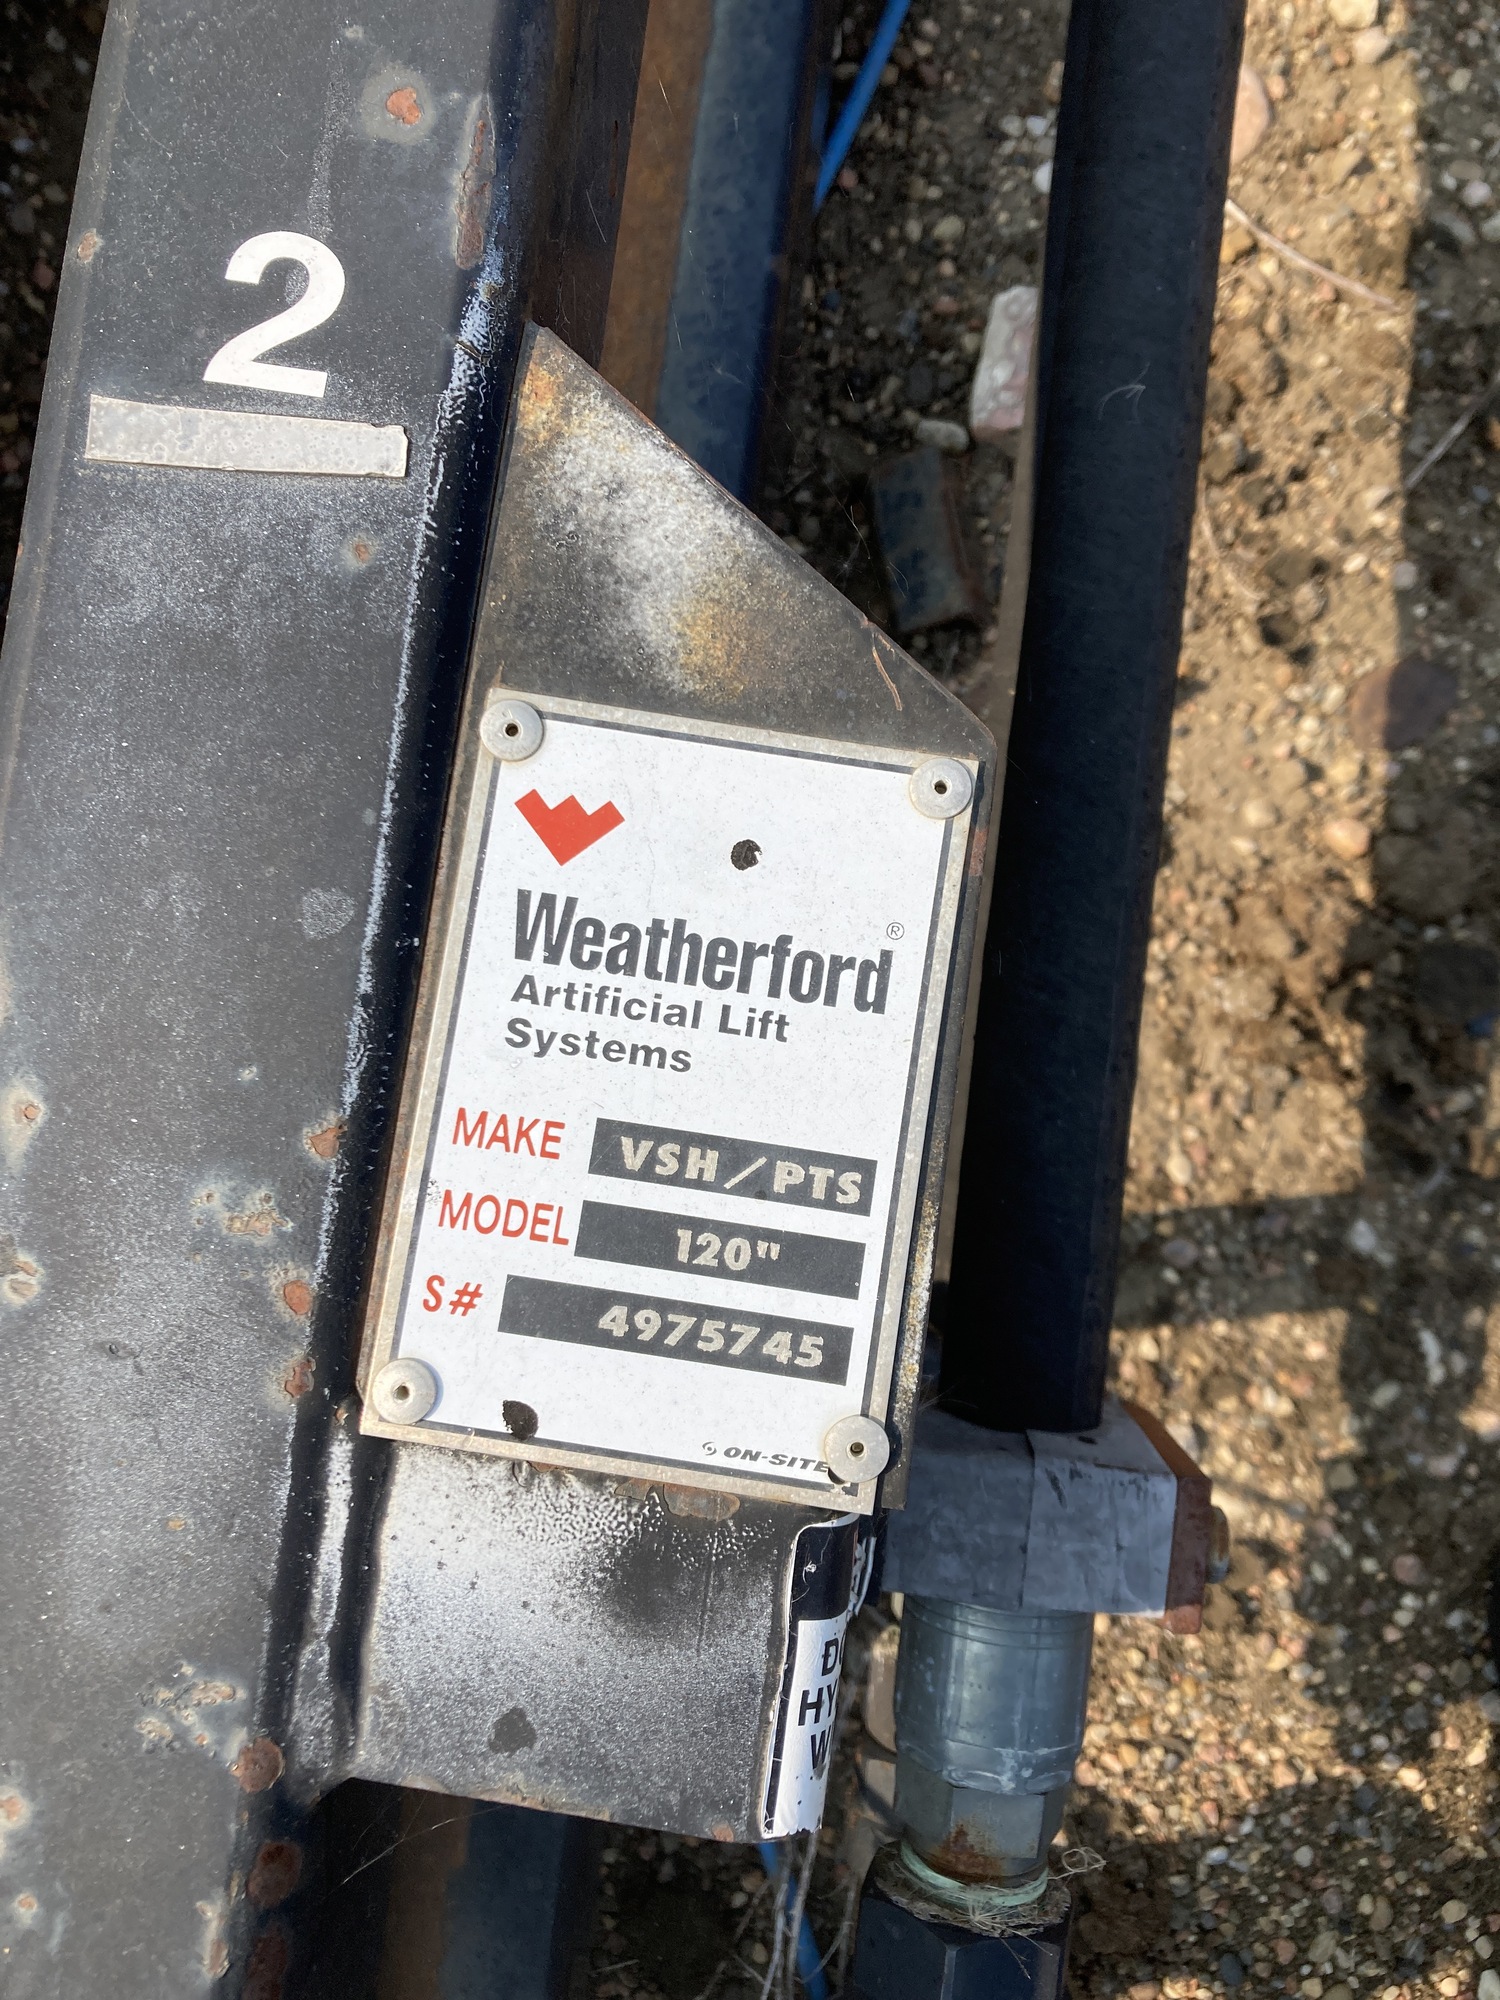 2
Weatherford®
Artificial Lift
Systems
MAKE VSH/PTS
MODEL 120"
S# 4975745
ON-SITE